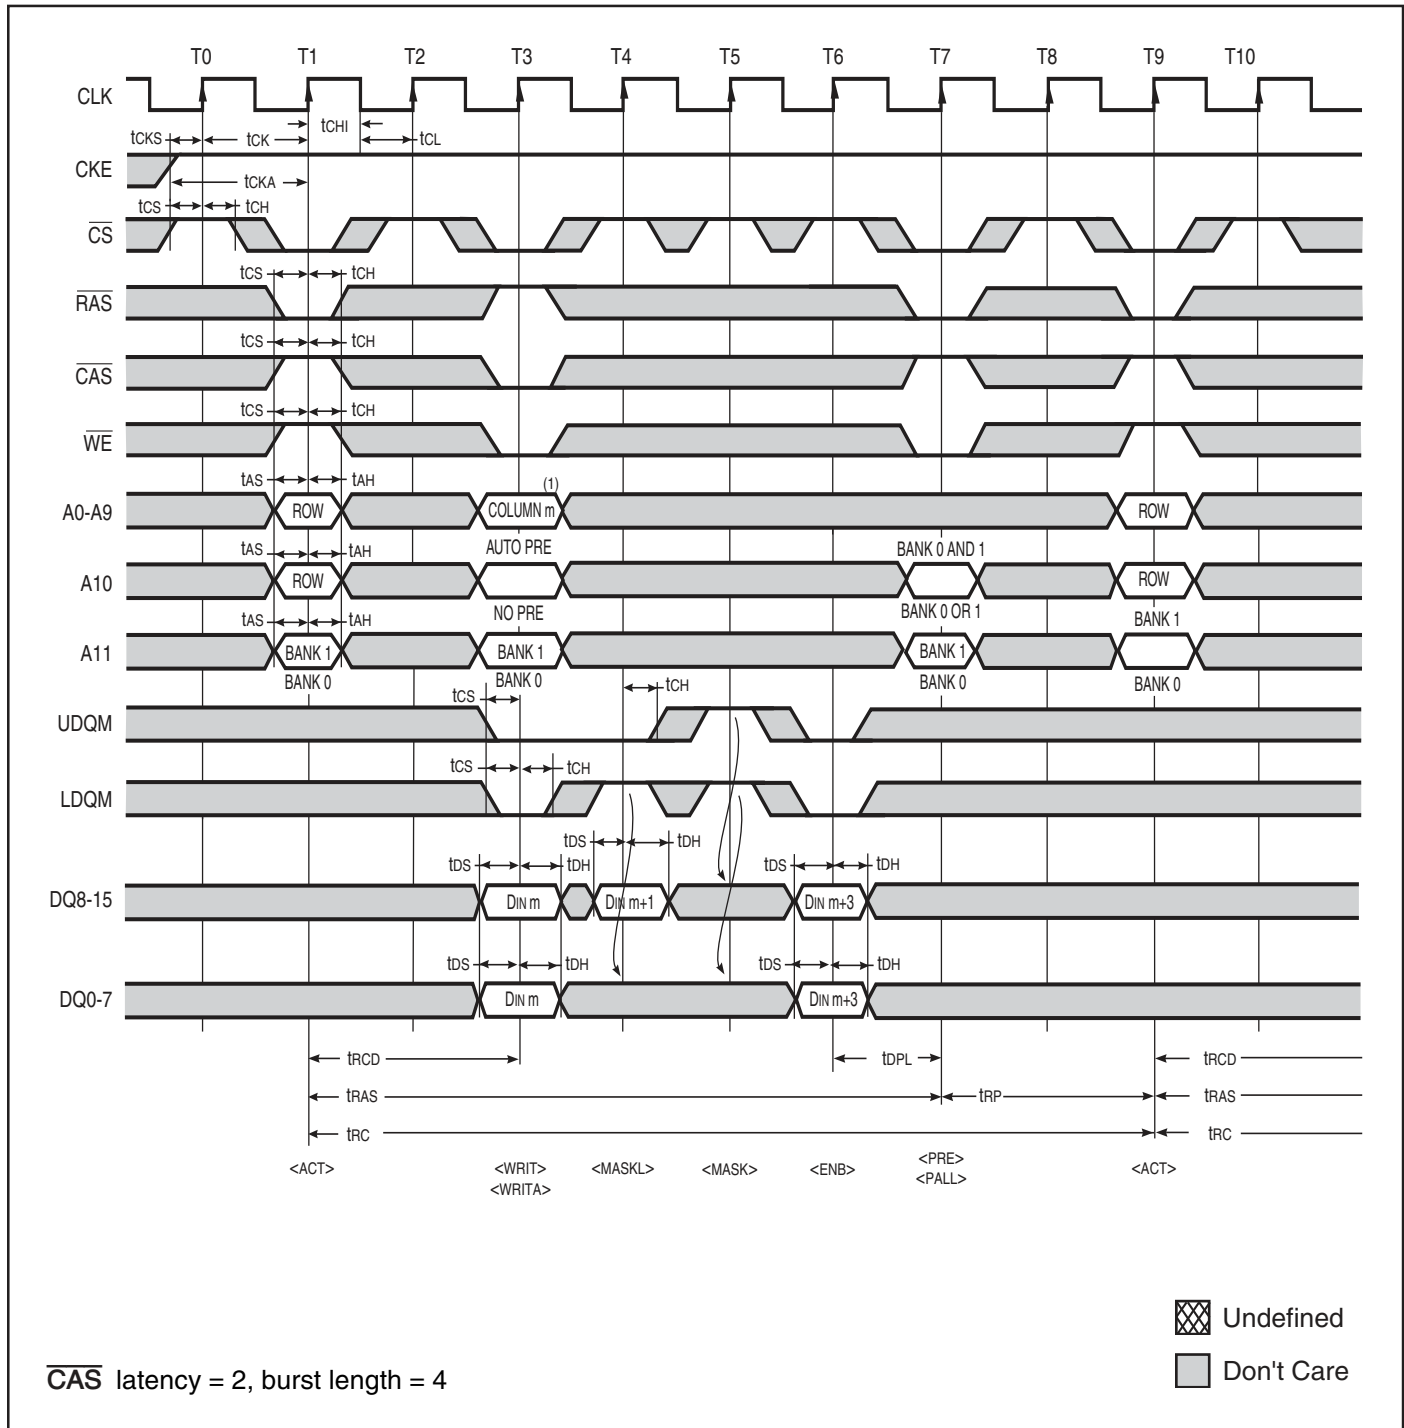 T0 T1 T2 T3 T4 T5 T6 T7 T8 T9 T10
CLK
tCHI
tCKS tCK tCL
CKE
tCKA
tCS tCH
CS
tCS tCH
RAS
tCS tCH
CAS
tCS tCH
WE
tAS tAH
(1)
A0-A9 ROW COLUMN m ROW
tAS tAH AUTO PRE BANK 0 AND 1
A10 ROW ROW
NO PRE BANK 0 OR 1 BANK 1
tAS tAH
A11 BANK 1 BANK 1 BANK 1
BANK 0 BANK 0 BANK 0 BANK 0
tCS tCH
UDQM
tCS tCH
LDQM
tDS tDH
tDS tDH tDS tDH
DQ8-15 DIN m DIN m+1 DIN m+3
tDS tDH tDS tDH
DQ0-7 DIN m DIN m+3
tRCD tDPL tRCD
tRAS tRP tRAS
tRC tRC
<ACT> <WRIT> <MASKL> <MASK> <ENB> <PRE> <ACT>
<WRITA> <PALL>
Undefined
Don't Care
CAS latency = 2, burst length = 4